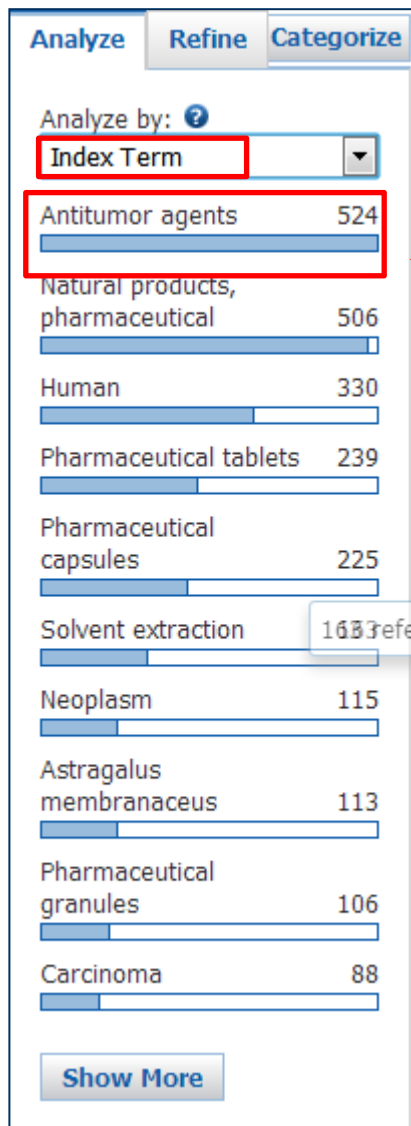 Analyze Refine Categorize
Analyze by:
Index Term
Antitumor agents 524
Natural products,
pharmaceutical 506
Human 330
Pharmaceutical tablets 239
Pharmaceutical
capsules 225
Solvent extraction
Neoplasm 115
Astragalus
membranaceus 113
Pharmaceutical
granules 106
Carcinoma 88
Show More